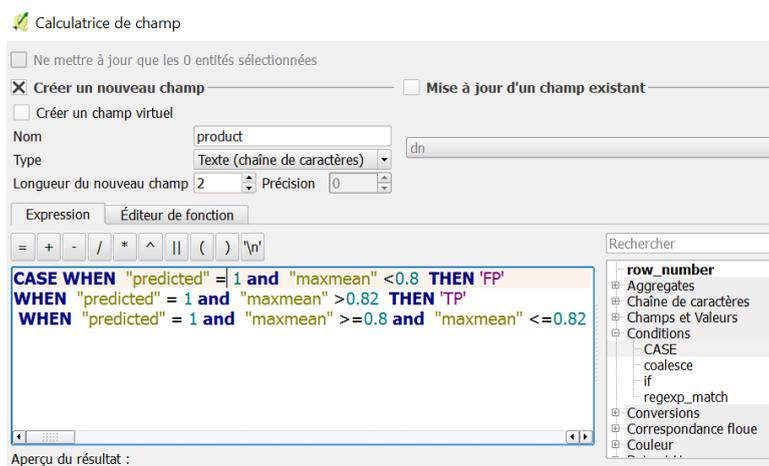 Calculatrice de champ
Ne mettre à jour que les 0 entités sélectionnées
Créer un nouveau champ
Mise à jour d'un champ existant
Créer un champ virtuel
Nom product
dn
Type Texte (chaîne de caractères)
Longueur du nouveau champ 2 Précision 0
Expression Éditeur de fonction
= + - / * ^ || ( ) '\n'
Rechercher
CASE WHEN "predicted" = 1 and "maxmean" <0.8 THEN 'FP'
WHEN "predicted" = 1 and "maxmean" >0.82 THEN 'TP'
WHEN "predicted" = 1 and "maxmean" >=0.8 and "maxmean" <=0.82
row_number
Aggregates
Chaîne de caractères
Champs et Valeurs
Conditions
CASE
coalesce
if
regexp_match
Conversions
Correspondance floue
Couleur
Aperçu du résultat :